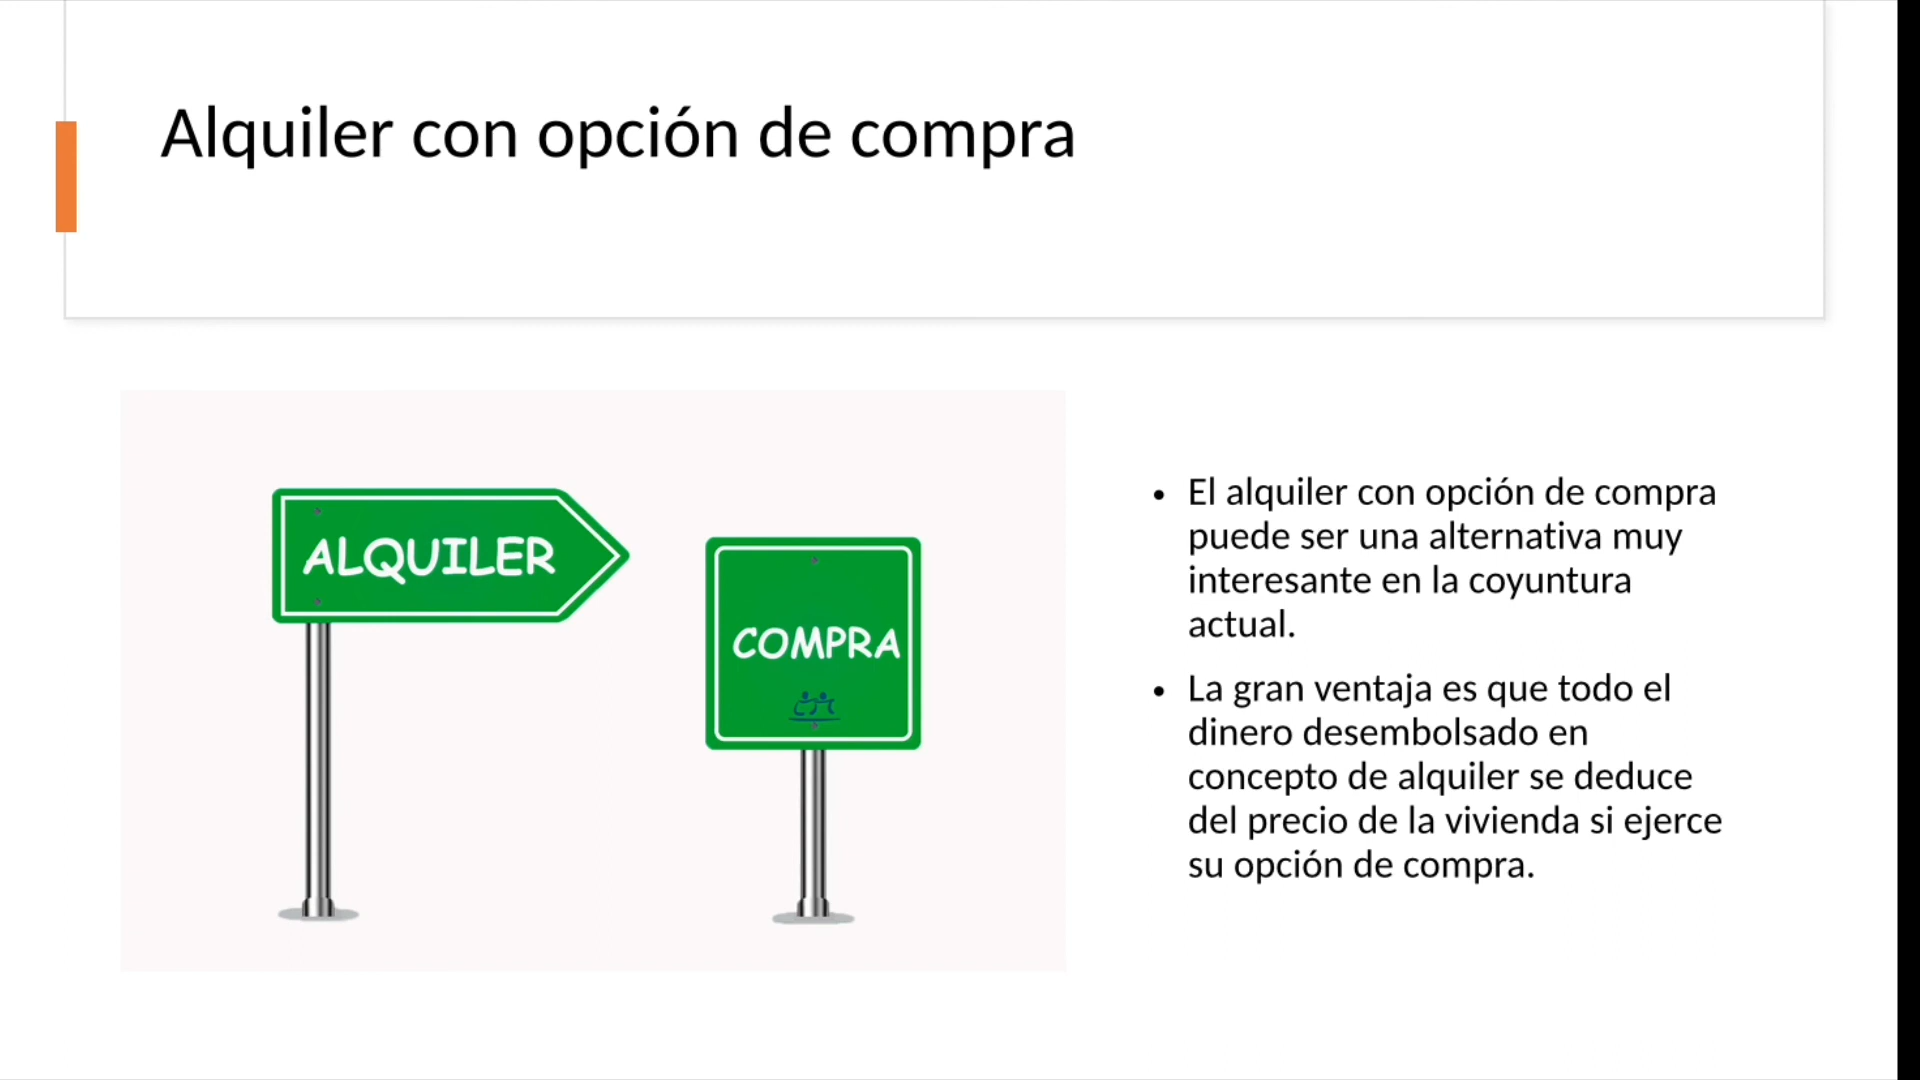 Alquiler con opción de compra
ALQUILER
COMPRA
• El alquiler con opción de compra
puede ser una alternativa muy
interesante en la coyuntura
actual.
• La gran ventaja es que todo el
dinero desembolsado en
concepto de alquiler se deduce
del precio de la vivienda si ejerce
su opción de compra.